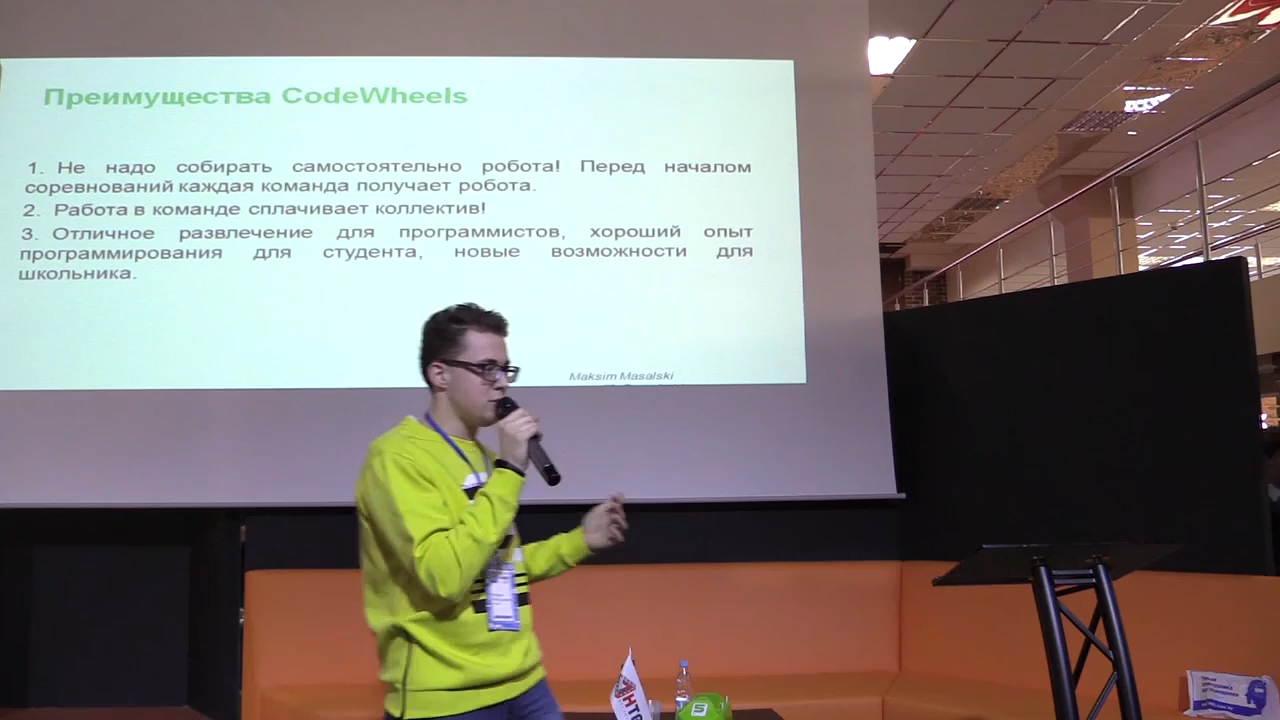 Преимущества CodeWheels
1. Не надо собирать самостоятельно робота! Перед началом
соревнований каждая команда получает робота.
2. Работа в команде сплачивает коллектив!
3. Отличное развлечение для программистов, хороший опыт
программирования для студента, новые возможности для
школьника.
Maksim Masalski
S